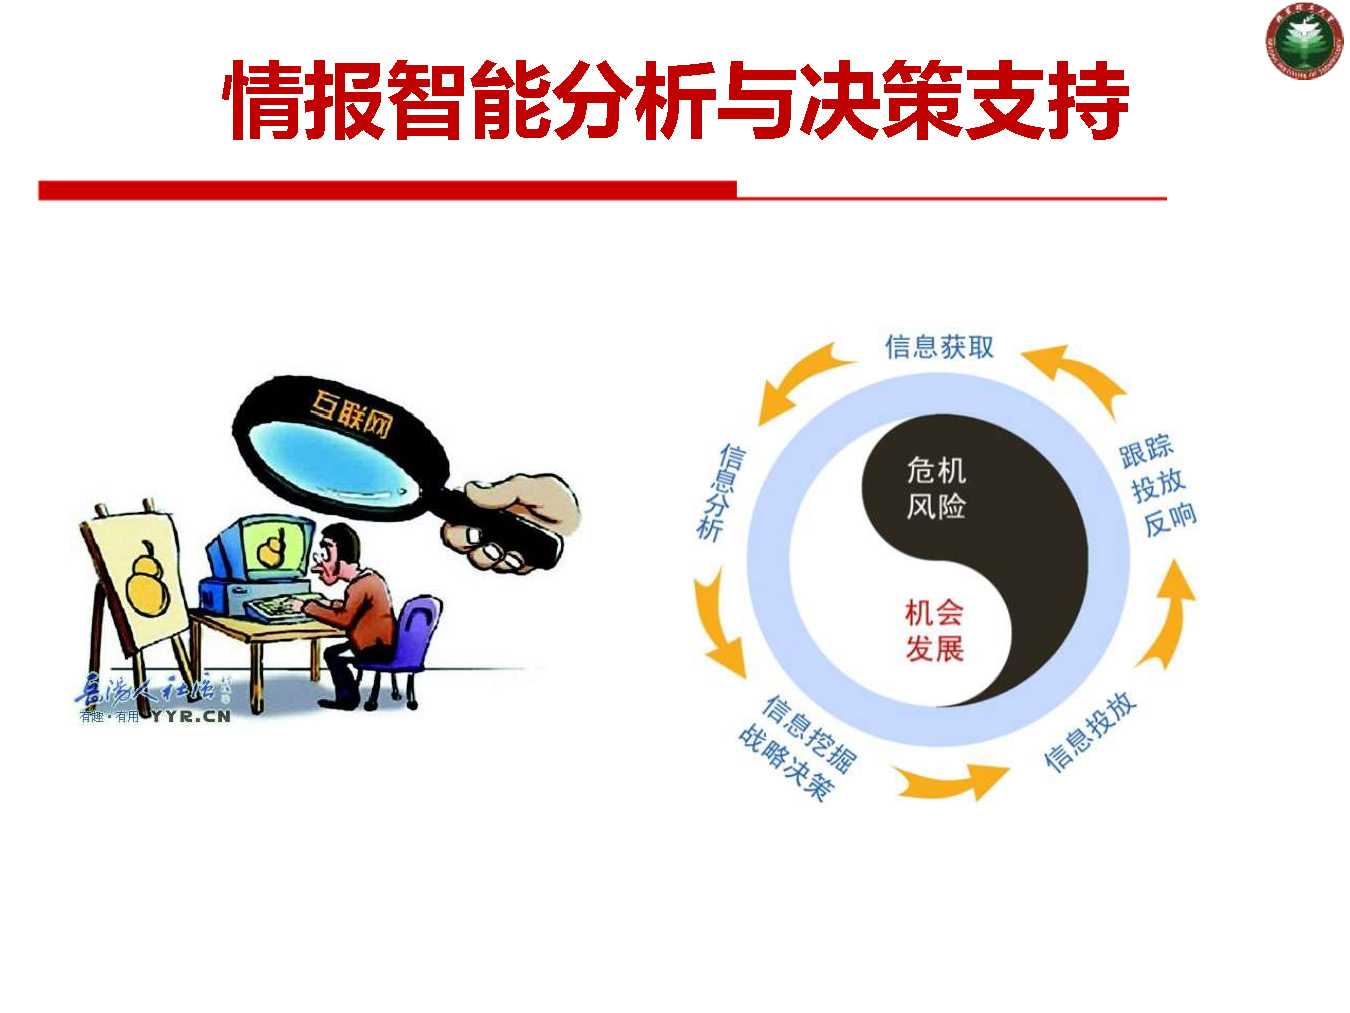 情报智能分析与决策支持
互联网
有趣·有用 YYR.CN
信息获取
信息分析
信息挖掘
战略决策
信息投放
跟踪
投放
反响
危机
风险
机会
发展